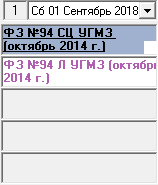 1 Сб 01 Сентябрь 2018
ФЗ №94 СЦ УГМЗ
(октябрь 2014 г.)
ФЗ №94 Л УГМЗ (октябрь
2014 г.)